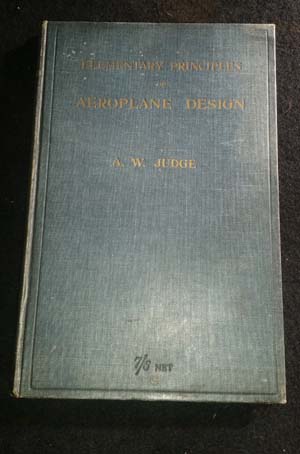 ELEMENTARY PRINCIPLES
OF
AEROPLANE DESIGN
A. W. JUDGE
7/6 NET